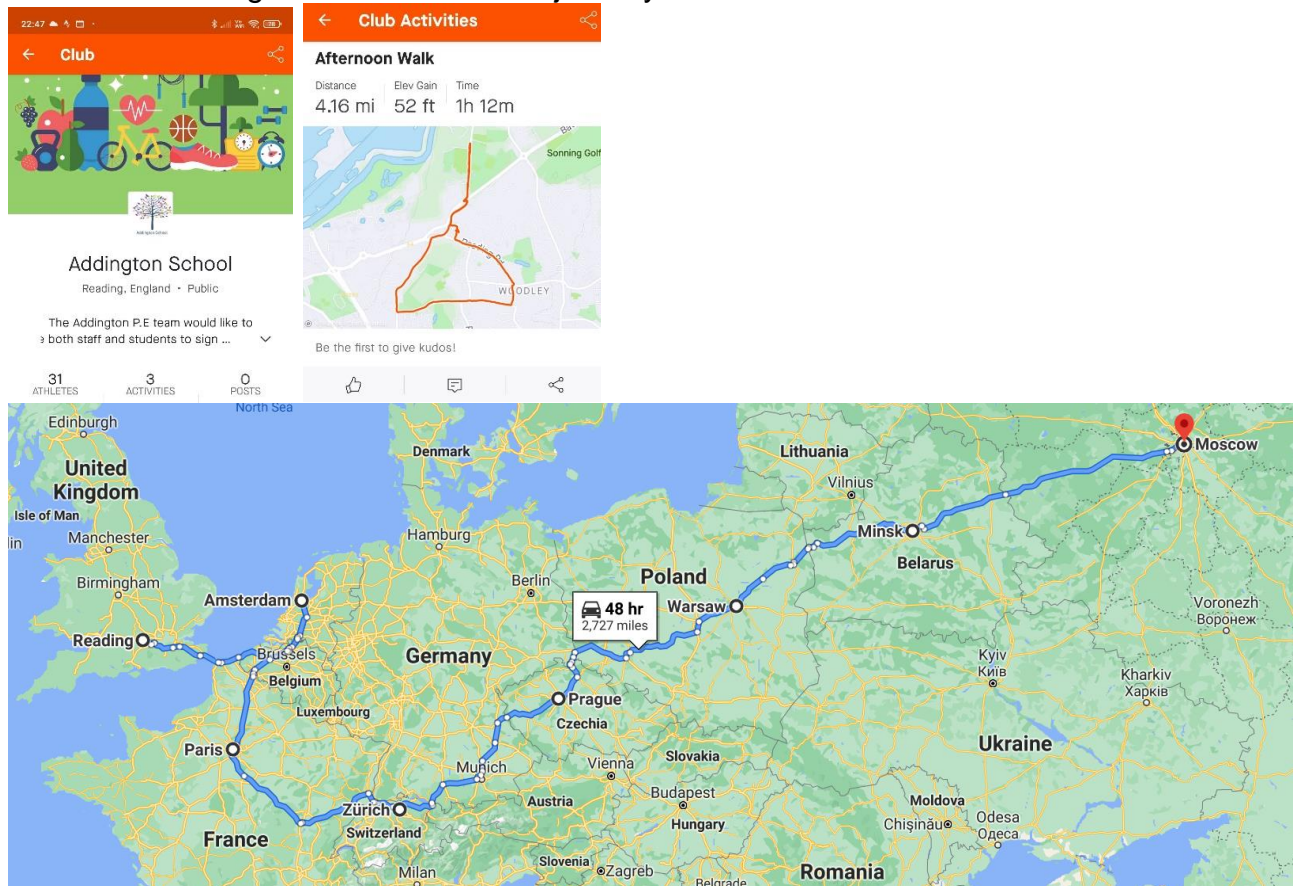 22:47
Club
Addington School
Reading, England • Public
The Addington P.E team would like to
both staff and students to sign ...
31 3 0
ATHLETES ACTIVITIES POSTS
Club Activities
Afternoon Walk
Distance Elev Gain Time
4.16 mi 52 ft 1h 12m
Sonning Golf
Reading Rd
WOODLEY
Be the first to give kudos!
North Sea
Edinburgh
United
Kingdom
Isle of Man
Manchester
Birmingham
Reading
Amsterdam
Denmark
Hamburg
Berlin
Brussels
Belgium
Luxembourg
Germany
Paris
France
Zürich
Switzerland
Milan
Munich
Austria
Slovenia
Zagreb
Prague
Czechia
Vienna
Slovakia
Budapest
Hungary
Belgrade
Romania
48 hr
2,727 miles
Poland
Warsaw
Lithuania
Vilnius
Minsk
Belarus
Moscow
Voronezh
Воронеж
Kyiv
Київ
Kharkiv
Харків
Ukraine
Moldova
Chișinău
Odesa
Одеса